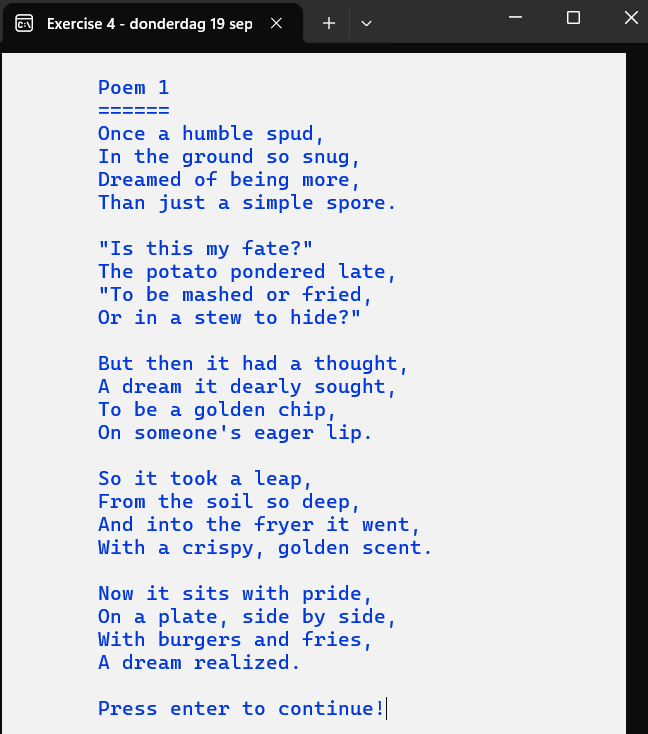 Exercise 4 - donderdag 19 sep
Poem 1
======
Once a humble spud,
In the ground so snug,
Dreamed of being more,
Than just a simple spore.
"Is this my fate?"
The potato pondered late,
"To be mashed or fried,
Or in a stew to hide?"
But then it had a thought,
A dream it dearly sought,
To be a golden chip,
On someone's eager lip.
So it took a leap,
From the soil so deep,
And into the fryer it went,
With a crispy, golden scent.
Now it sits with pride,
On a plate, side by side,
With burgers and fries,
A dream realized.
Press enter to continue!